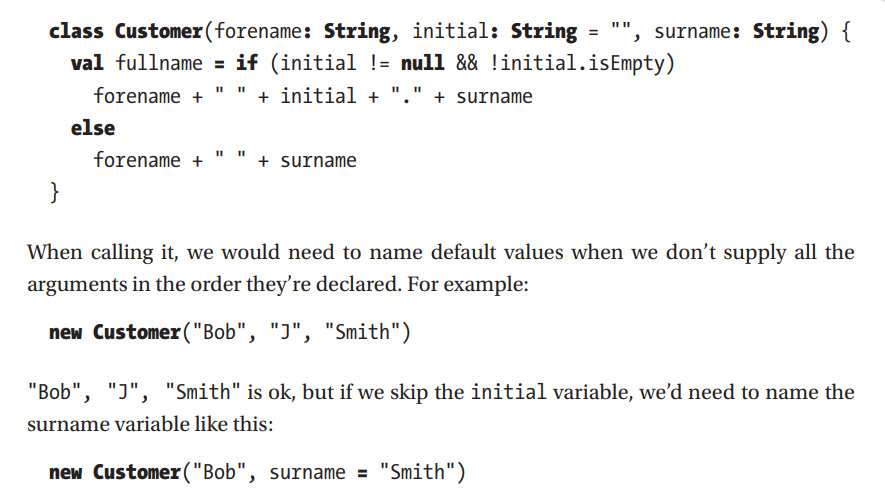 class Customer(forename: String, initial: String = "", surname: String) {
val fullname = if (initial != null && !initial.isEmpty)
forename + " " + initial + "." + surname
else
forename + " " + surname
}
When calling it, we would need to name default values when we don’t supply all the
arguments in the order they’re declared. For example:
new Customer("Bob", "J", "Smith")
"Bob", "J", "Smith" is ok, but if we skip the initial variable, we’d need to name the
surname variable like this:
new Customer("Bob", surname = "Smith")